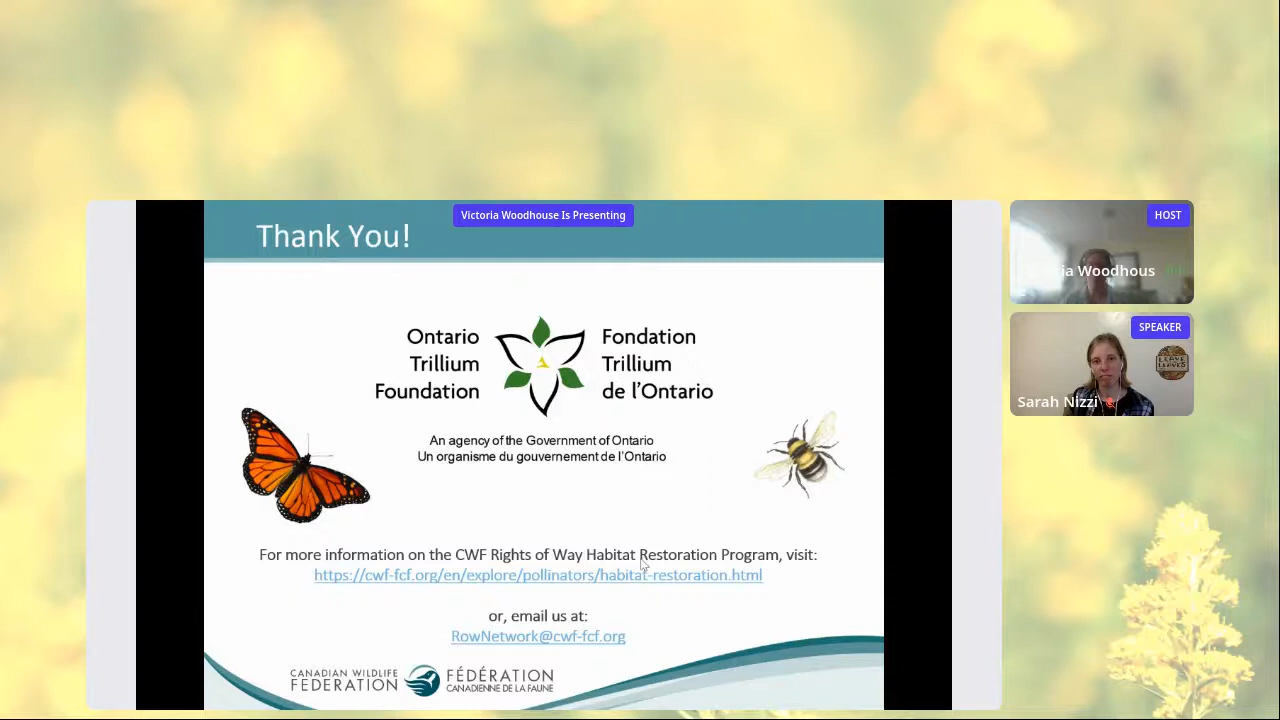 Victoria Woodhouse Is Presenting
Thank You!
Ontario
Trillium
Foundation
Fondation
Trillium
de l'Ontario
An agency of the Government of Ontario
Un organisme du gouvernement de l'Ontario
For more information on the CWF Rights of Way Habitat Restoration Program, visit:
https://cwf-fcf.org/en/explore/pollinators/habitat-restoration.html
or, email us at:
RowNetwork@cwf-fcf.org
CANADIAN WILDLIFE
FEDERATION
FÉDÉRATION
CANADIENNE DE LA FAUNE
HOST
Woodhous
SPEAKER
LEAVE
LEAVES
Sarah Nizzi